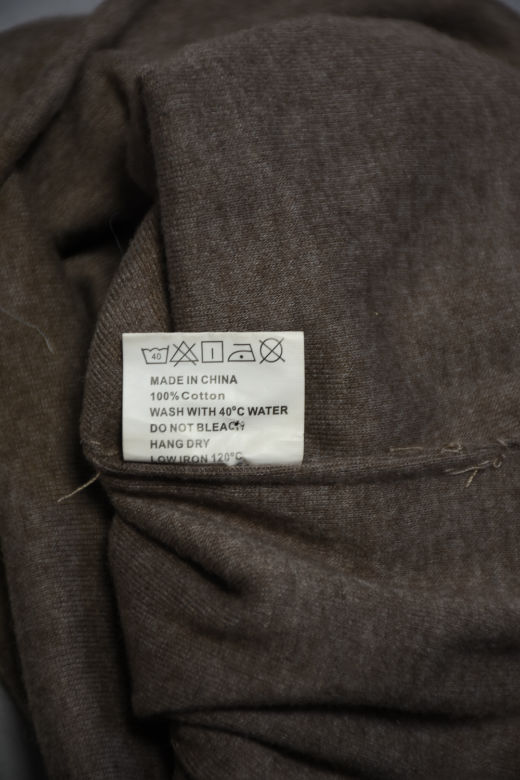 40
MADE IN CHINA
100% Cotton
WASH WITH 40°C WATER
DO NOT BLEACH
HANG DRY
LOW IRON 120°C